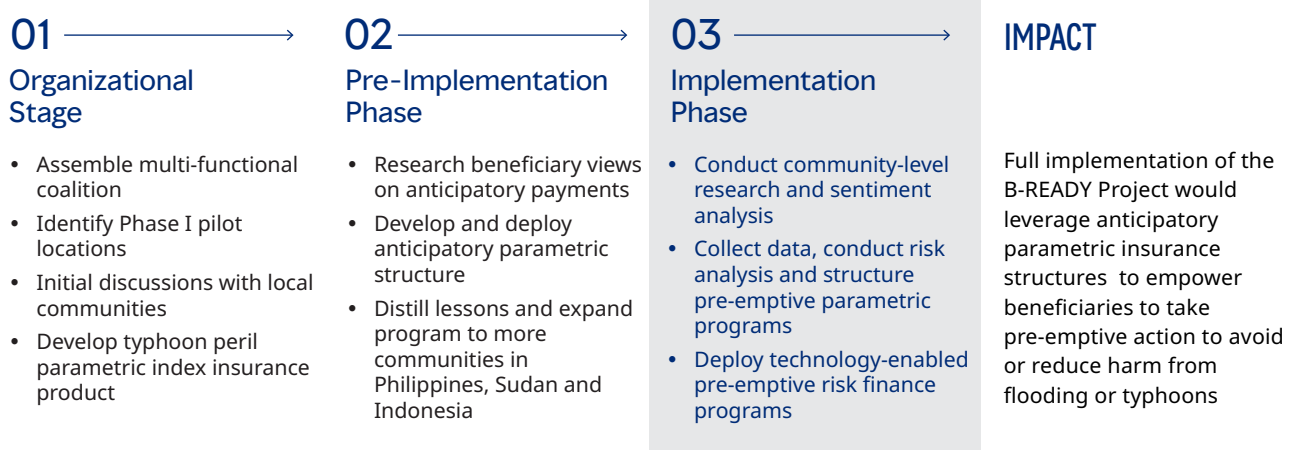 01
Organizational
Stage
• Assemble multi-functional
coalition
• Identify Phase I pilot
locations
• Initial discussions with local
communities
• Develop typhoon peril
parametric index insurance
product
02
Pre-Implementation
Phase
• Research beneficiary views
on anticipatory payments
• Develop and deploy
anticipatory parametric
structure
• Distill lessons and expand
program to more
communities in
Philippines, Sudan and
Indonesia
03
Implementation
Phase
• Conduct community-level
research and sentiment
analysis
• Collect data, conduct risk
analysis and structure
pre-emptive parametric
programs
• Deploy technology-enabled
pre-emptive risk finance
programs
IMPACT
Full implementation of the
B-READY Project would
leverage anticipatory
parametric insurance
structures  to empower
beneficiaries to take
pre-emptive action to avoid
or reduce harm from
flooding or typhoons